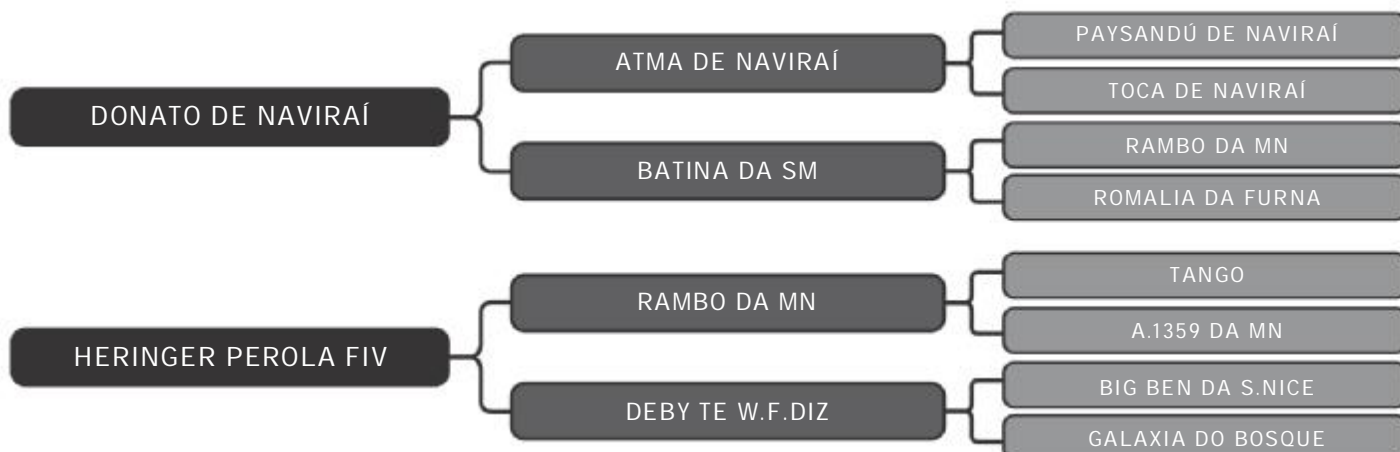 DONATO DE NAVIRAÍ
ATMA DE NAVIRAÍ
PAYSANDÚ DE NAVIRAÍ
TOCA DE NAVIRAÍ
BATINA DA SM
RAMBO DA MN
ROMALIA DA FURNA
HERINGER PEROLA FIV
RAMBO DA MN
TANGO
A.1359 DA MN
DEBY TE W.F.DIZ
BIG BEN DA S.NICE
GALAXIA DO BOSQUE